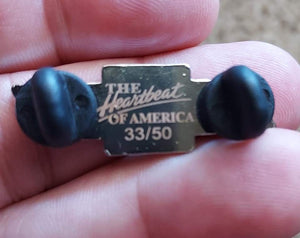 THE
Heartbeat
OF AMERICA
33/50